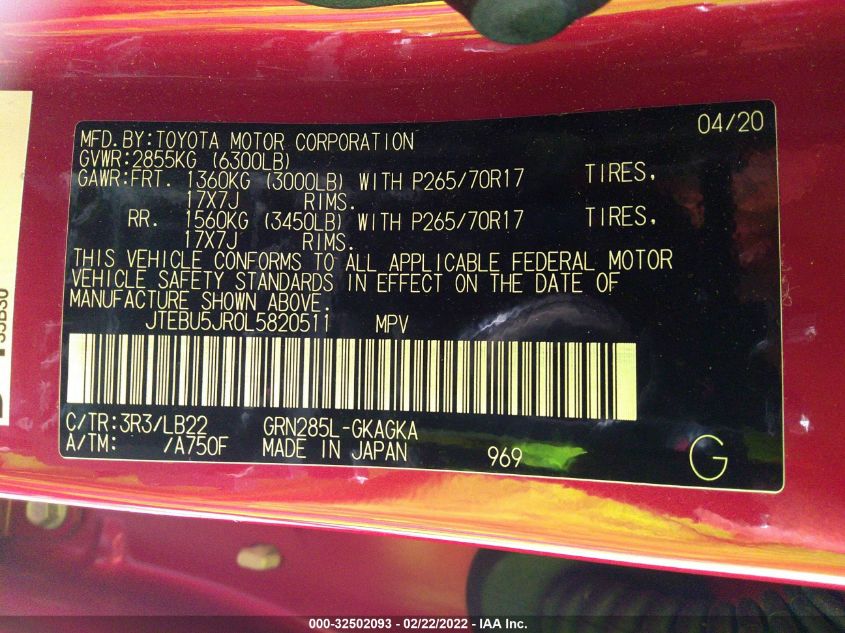 04/20
MFD.BY:TOYOTA MOTOR CORPORATION
GVWR:2855KG (6300LB)
GAWR:FRT. 1360KG (3000LB) WITH P265/70R17 TIRES,
17X7J RIMS.
RR. 1560KG (3450LB) WITH P265/70R17 TIRES,
17X7J RIMS.
THIS VEHICLE CONFORMS TO ALL APPLICABLE FEDERAL MOTOR
VEHICLE SAFETY STANDARDS IN EFFECT ON THE DATE OF
MANUFACTURE SHOWN ABOVE.
JTEBU5JR0L5820511 MPV
C/TR:3R3/LB22 GRN285L-GKAGKA
A/TM: /A750F MADE IN JAPAN 969 G
000-32502093 - 02/22/2022 - IAA Inc.